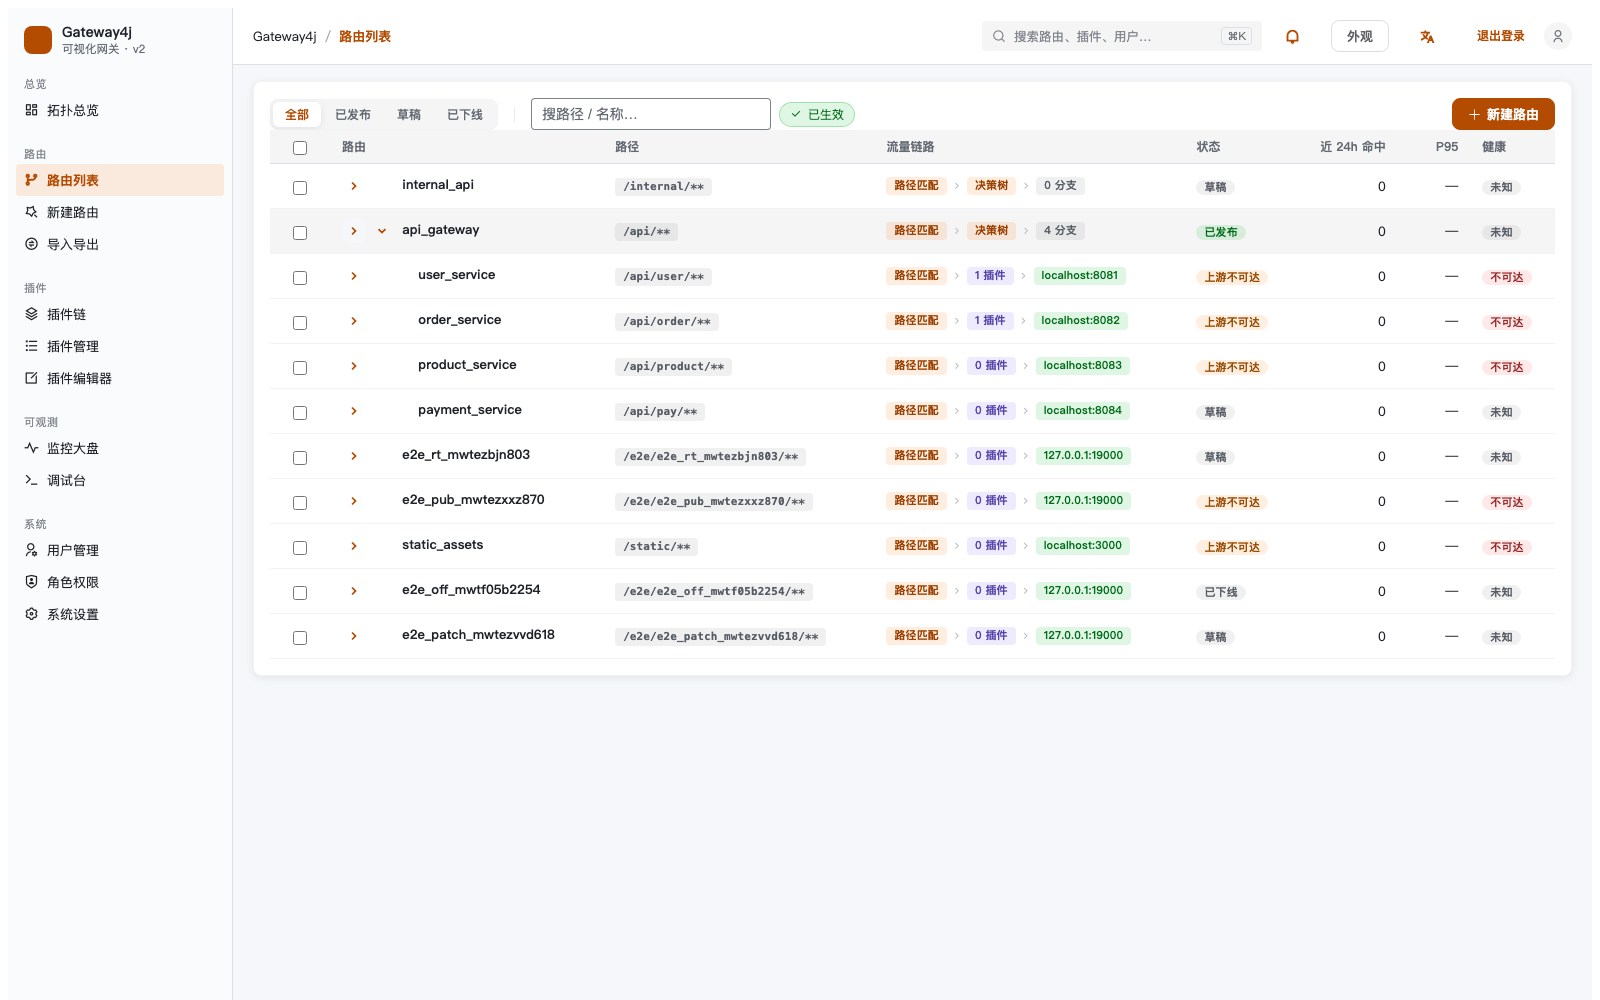 Gateway4j
可视化网关 · v2
总览
拓扑总览
路由
路由列表
新建路由
导入导出
插件
插件链
插件管理
插件编辑器
可观测
监控大盘
调试台
系统
用户管理
角色权限
系统设置
Gateway4j / 路由列表
搜索路由、插件、用户... ⌘K 外观 退出登录
全部 已发布 草稿 已下线 搜路径 / 名称... 已生效 新建路由
路由 路径 流量链路 状态 近 24h 命中 P95 健康
internal_api /internal/** 路径匹配 › 决策树 › 0 分支 草稿 0 — 未知
api_gateway /api/** 路径匹配 › 决策树 › 4 分支 已发布 0 — 未知
user_service /api/user/** 路径匹配 › 1 插件 › localhost:8081 上游不可达 0 — 不可达
order_service /api/order/** 路径匹配 › 1 插件 › localhost:8082 上游不可达 0 — 不可达
product_service /api/product/** 路径匹配 › 0 插件 › localhost:8083 上游不可达 0 — 不可达
payment_service /api/pay/** 路径匹配 › 0 插件 › localhost:8084 草稿 0 — 未知
e2e_rt_mwtezbjn803 /e2e/e2e_rt_mwtezbjn803/** 路径匹配 › 0 插件 › 127.0.0.1:19000 草稿 0 — 未知
e2e_pub_mwtezxxz870 /e2e/e2e_pub_mwtezxxz870/** 路径匹配 › 0 插件 › 127.0.0.1:19000 上游不可达 0 — 不可达
static_assets /static/** 路径匹配 › 0 插件 › localhost:3000 上游不可达 0 — 不可达
e2e_off_mwtf05b2254 /e2e/e2e_off_mwtf05b2254/** 路径匹配 › 0 插件 › 127.0.0.1:19000 已下线 0 — 未知
e2e_patch_mwtezvvd618 /e2e/e2e_patch_mwtezvvd618/** 路径匹配 › 0 插件 › 127.0.0.1:19000 草稿 0 — 未知